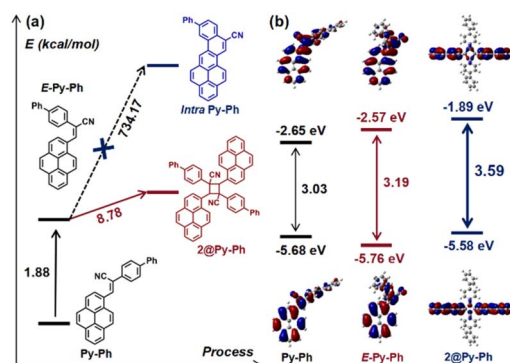 (a)
E (kcal/mol)
E-Py-Ph
Ph
CN
734.17
Ph
CN
Intra Py-Ph
8.78
Ph
CN
CN
Ph
2@Py-Ph
1.88
NC
Ph
Py-Ph
Process
(b)
-2.65 eV
-2.57 eV
-1.89 eV
3.03
3.19
3.59
-5.68 eV
-5.76 eV
-5.58 eV
Py-Ph
E-Py-Ph
2@Py-Ph